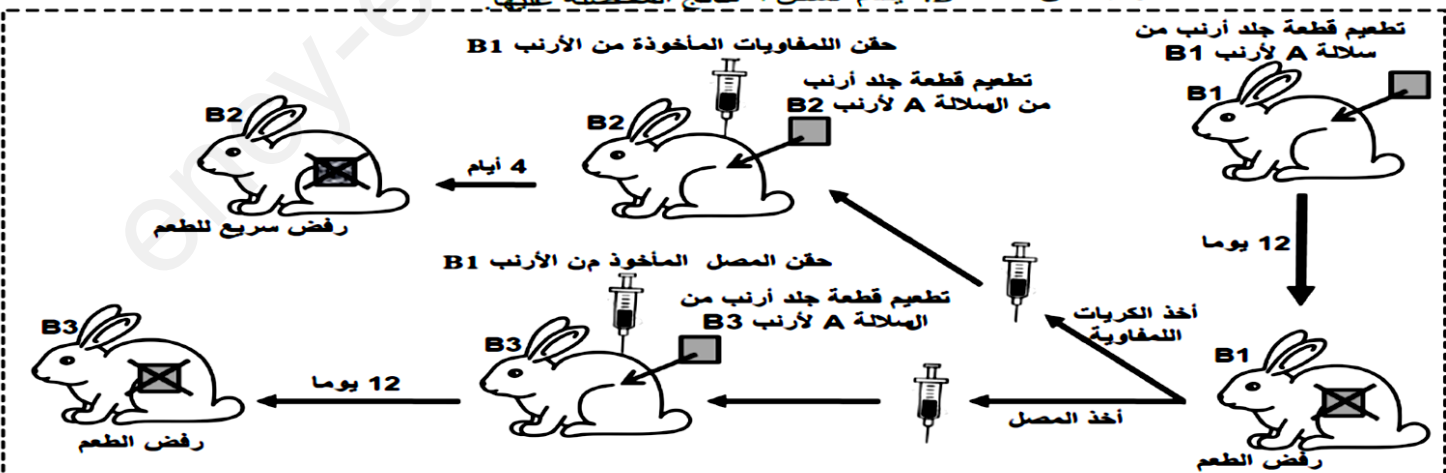 تطعيم قطعة جلد أرنب من
سلالة A لأرنب B1
B1
12 يوما
B1
رفض الطعم
أخذ الكريات
اللمفاوية
أخذ المصل
حقن اللمفاويات المأخوذة من الأرنب B1
تطعيم قطعة جلد أرنب
من السلالة A لأرنب B2
B2
4 أيام
B2
رفض سريع للطعم
حقن المصل المأخوذ من الأرنب B1
تطعيم قطعة جلد أرنب من
السلالة A لأرنب B3
B3
12 يوما
B3
رفض الطعم